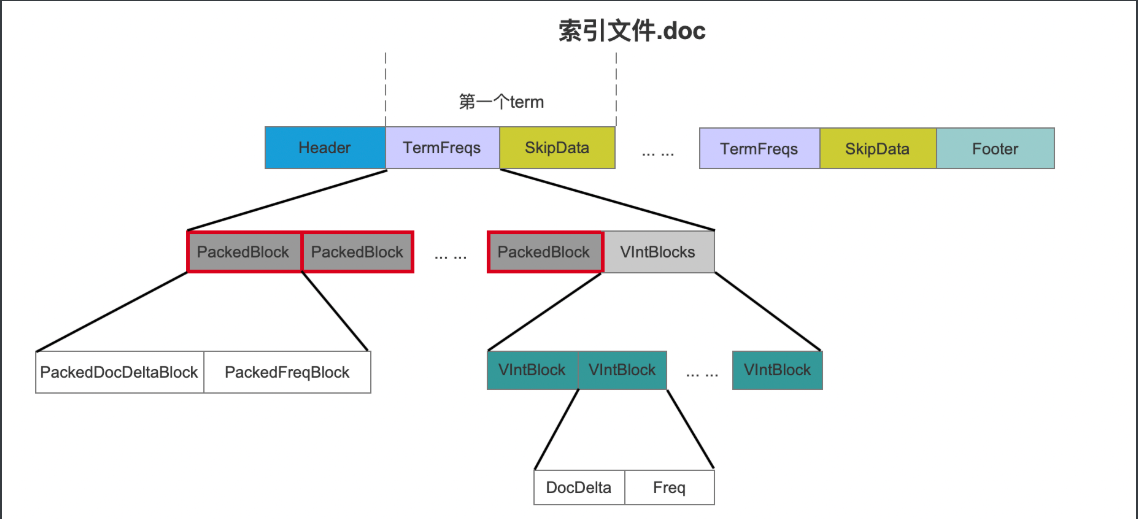 索引文件.doc
第一个term
Header TermFreqs SkipData ... ... TermFreqs SkipData Footer
PackedBlock PackedBlock ... ... PackedBlock VIntBlocks
PackedDocDeltaBlock PackedFreqBlock VIntBlock VIntBlock ... ... VIntBlock
DocDelta Freq